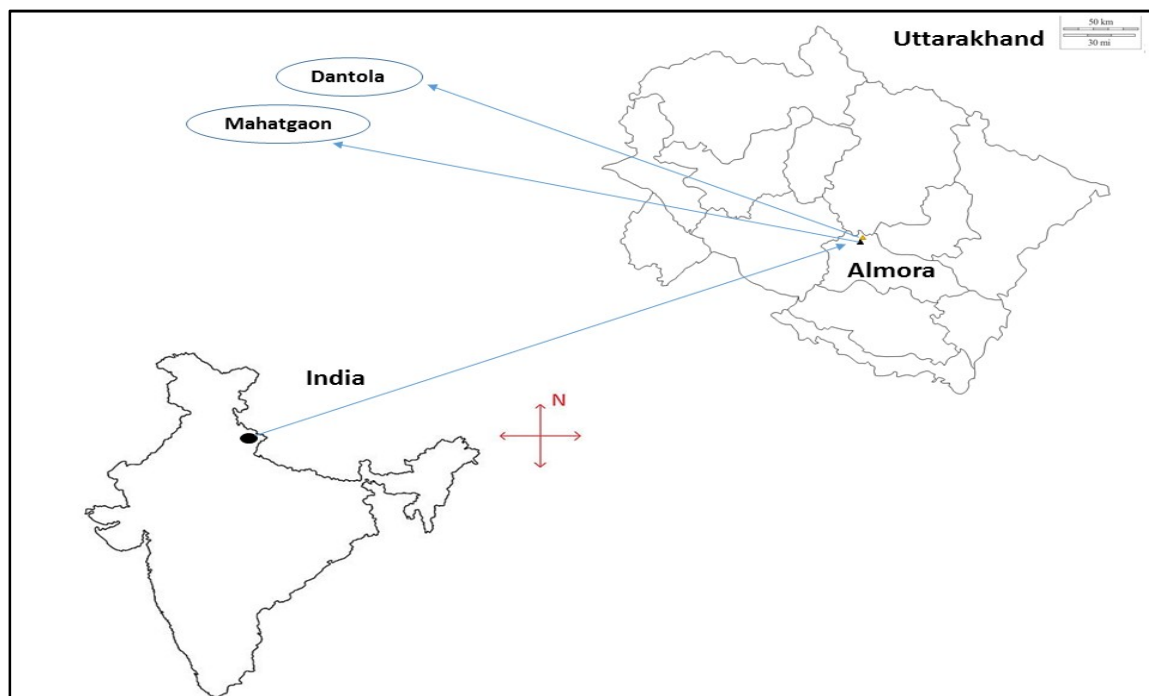 50 km
30 mi
Uttarakhand
Dantola
Mahatgaon
Almora
India
N